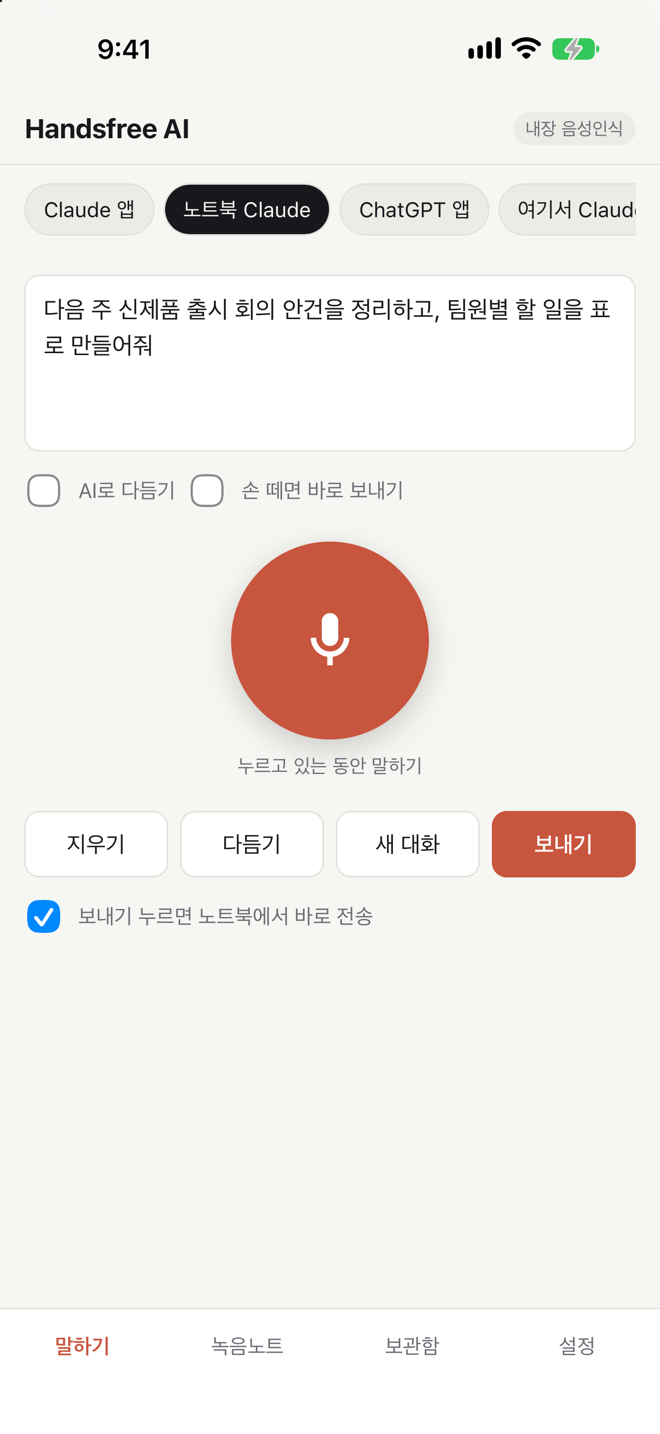 9:41
Handsfree AI
내장 음성인식
Claude 앱
노트북 Claude
ChatGPT 앱
여기서 Claud
다음 주 신제품 출시 회의 안건을 정리하고, 팀원별 할 일을 표
로 만들어줘
AI로 다듬기
손 떼면 바로 보내기
누르고 있는 동안 말하기
지우기
다듬기
새 대화
보내기
보내기 누르면 노트북에서 바로 전송
말하기
녹음노트
보관함
설정